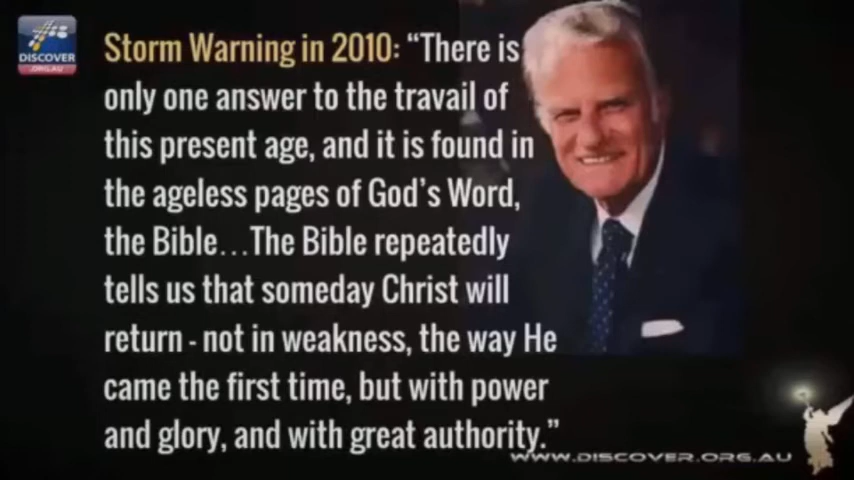 DISCOVER
.ORG.AU
Storm Warning in 2010: “There is
only one answer to the travail of
this present age, and it is found in
the ageless pages of God’s Word,
the Bible...The Bible repeatedly
tells us that someday Christ will
return - not in weakness, the way He
came the first time, but with power
and glory, and with great authority.”
WWW.DISCOVER.ORG.AU